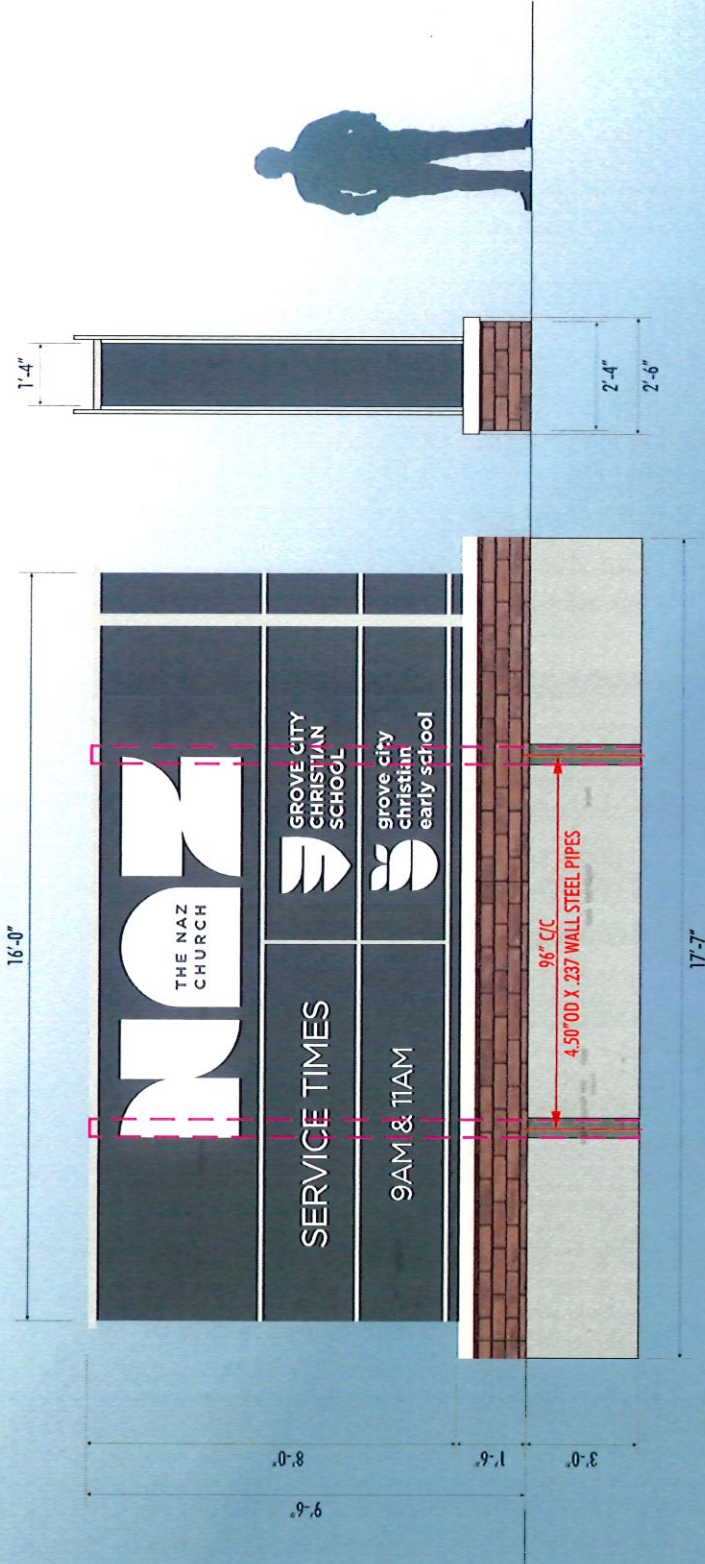 16'-0"
1'-4"
NAZ
THE NAZ
CHURCH
SERVICE TIMES
GROVE CITY
CHRISTIAN
SCHOOL
9AM & 11AM
grove city
christian
early school
8'-0"
1'-6"
3'-0"
9'-6"
96" C/C
4.50"OD X .237 WALL STEEL PIPES
17'-7"
2'-4"
2'-6"